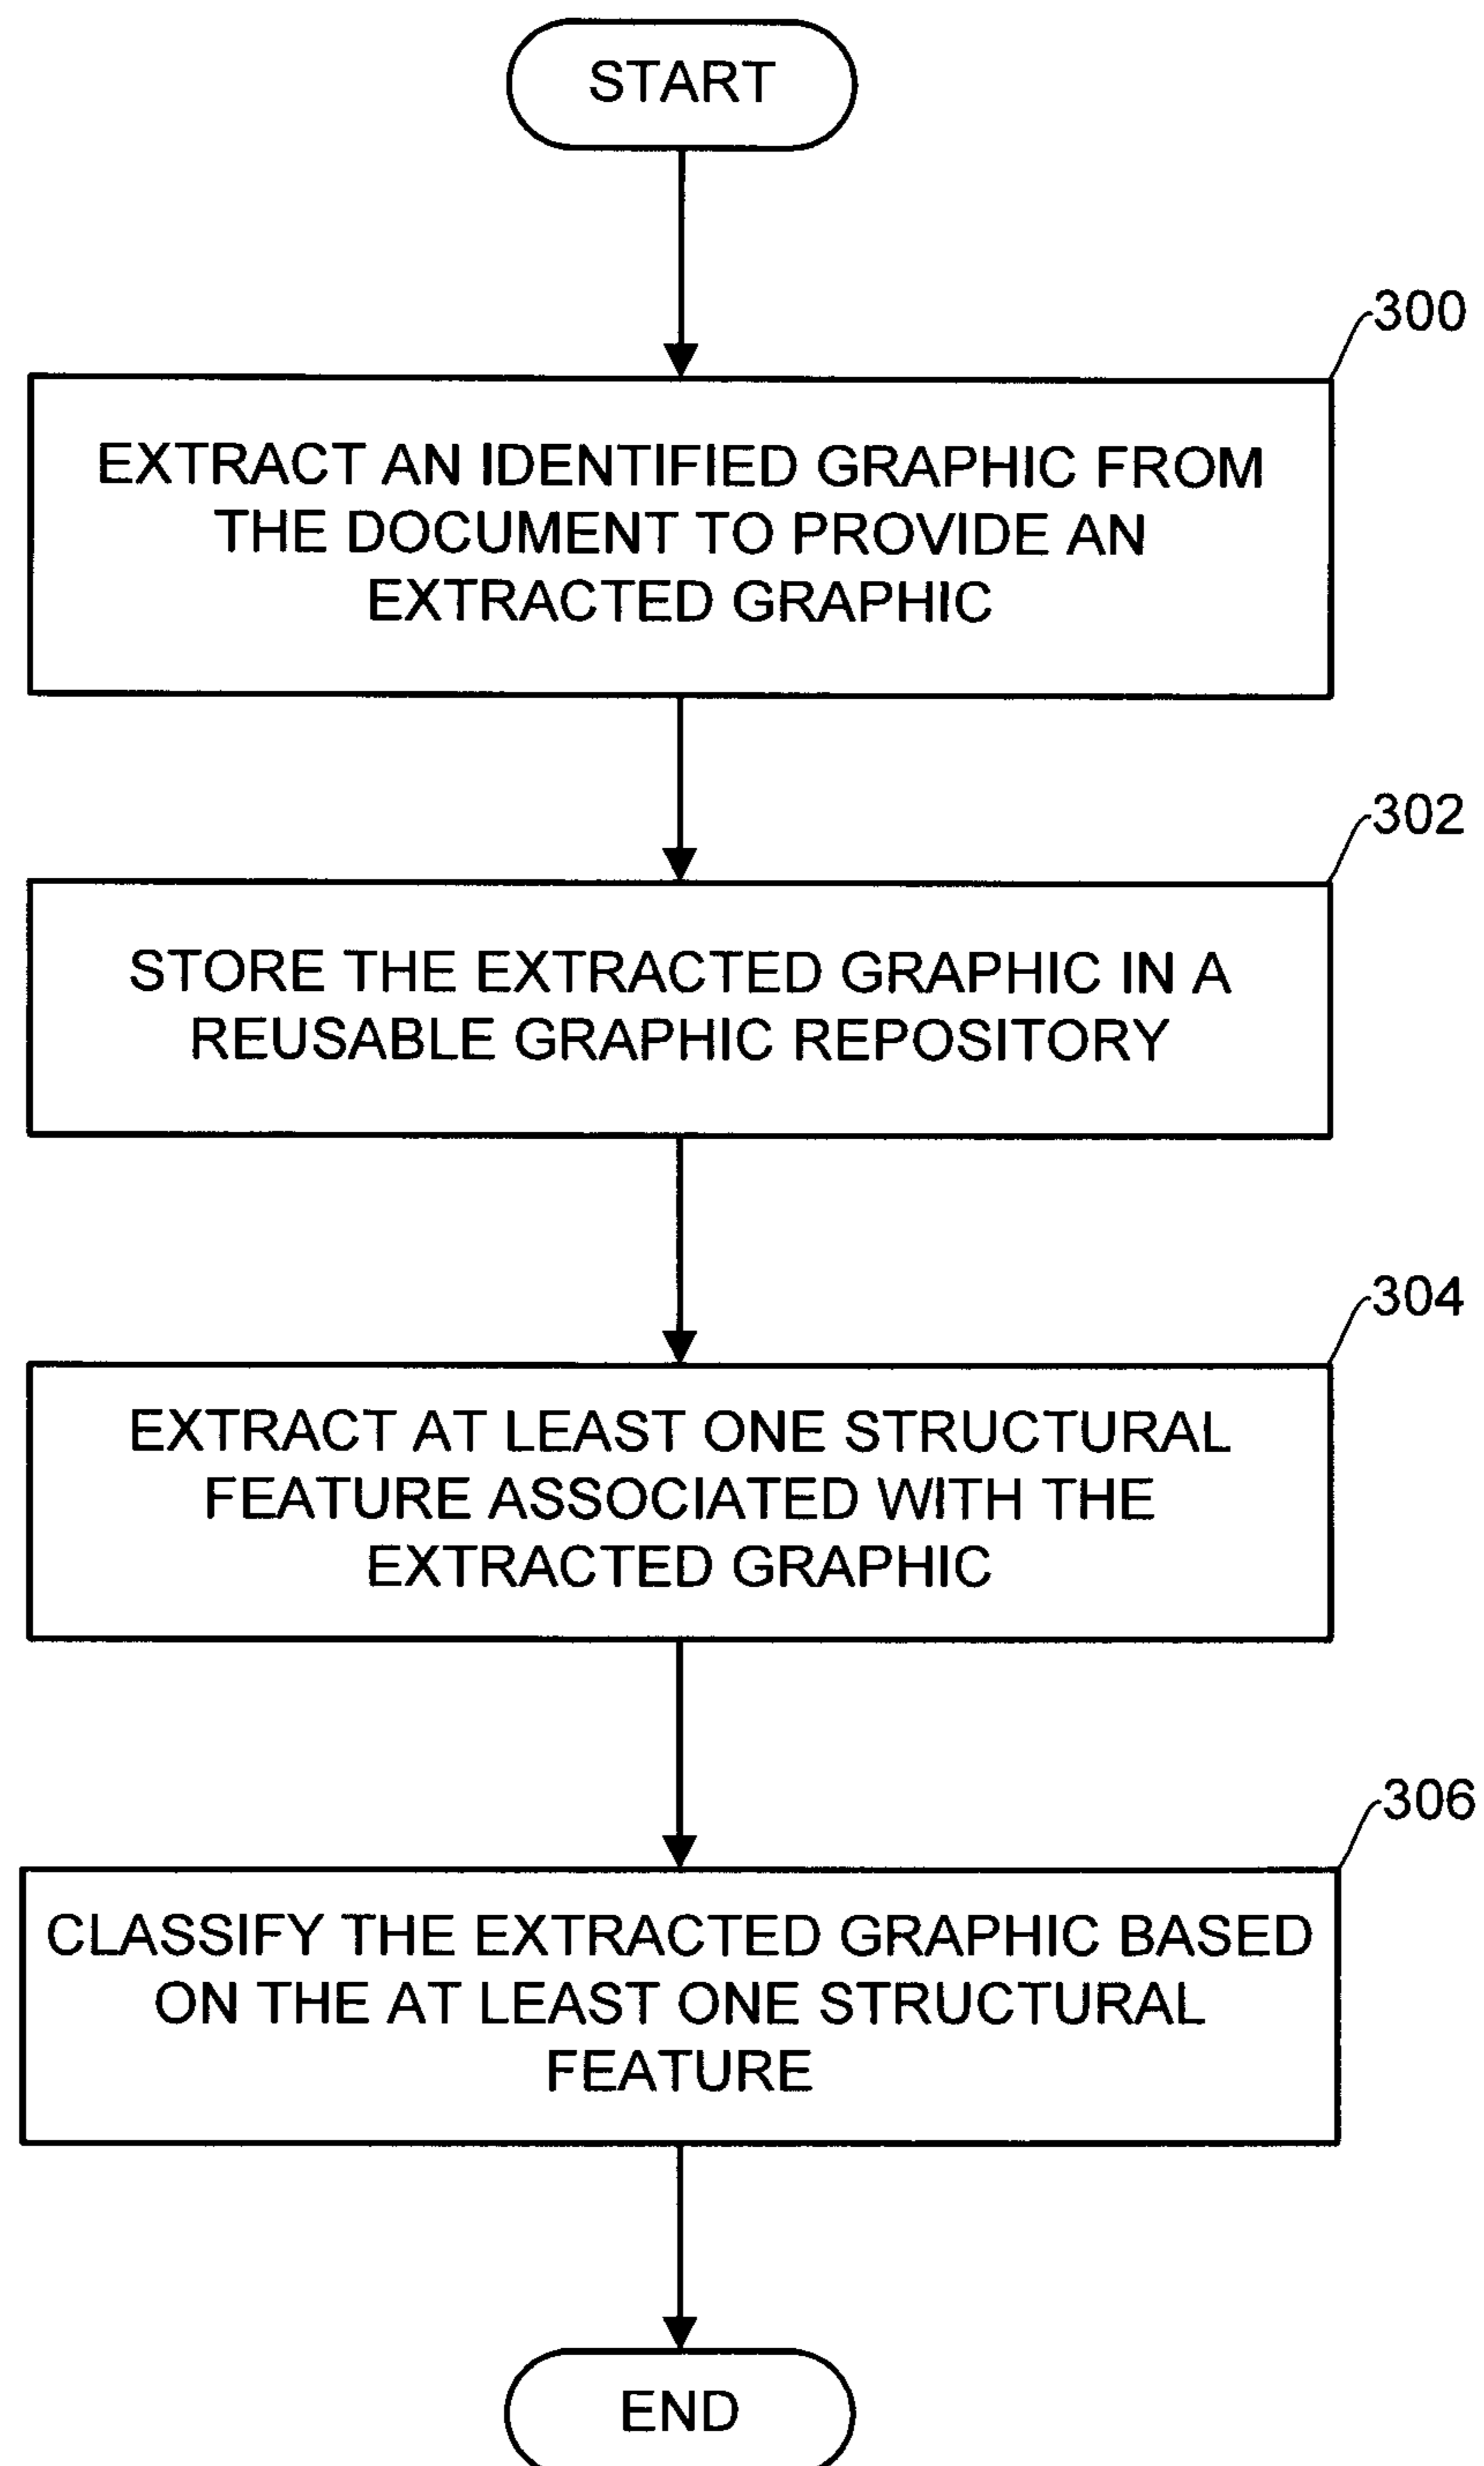 START
300
EXTRACT AN IDENTIFIED GRAPHIC FROM
THE DOCUMENT TO PROVIDE AN
EXTRACTED GRAPHIC
302
STORE THE EXTRACTED GRAPHIC IN A
REUSABLE GRAPHIC REPOSITORY
304
EXTRACT AT LEAST ONE STRUCTURAL
FEATURE ASSOCIATED WITH THE
EXTRACTED GRAPHIC
306
CLASSIFY THE EXTRACTED GRAPHIC BASED
ON THE AT LEAST ONE STRUCTURAL
FEATURE
END